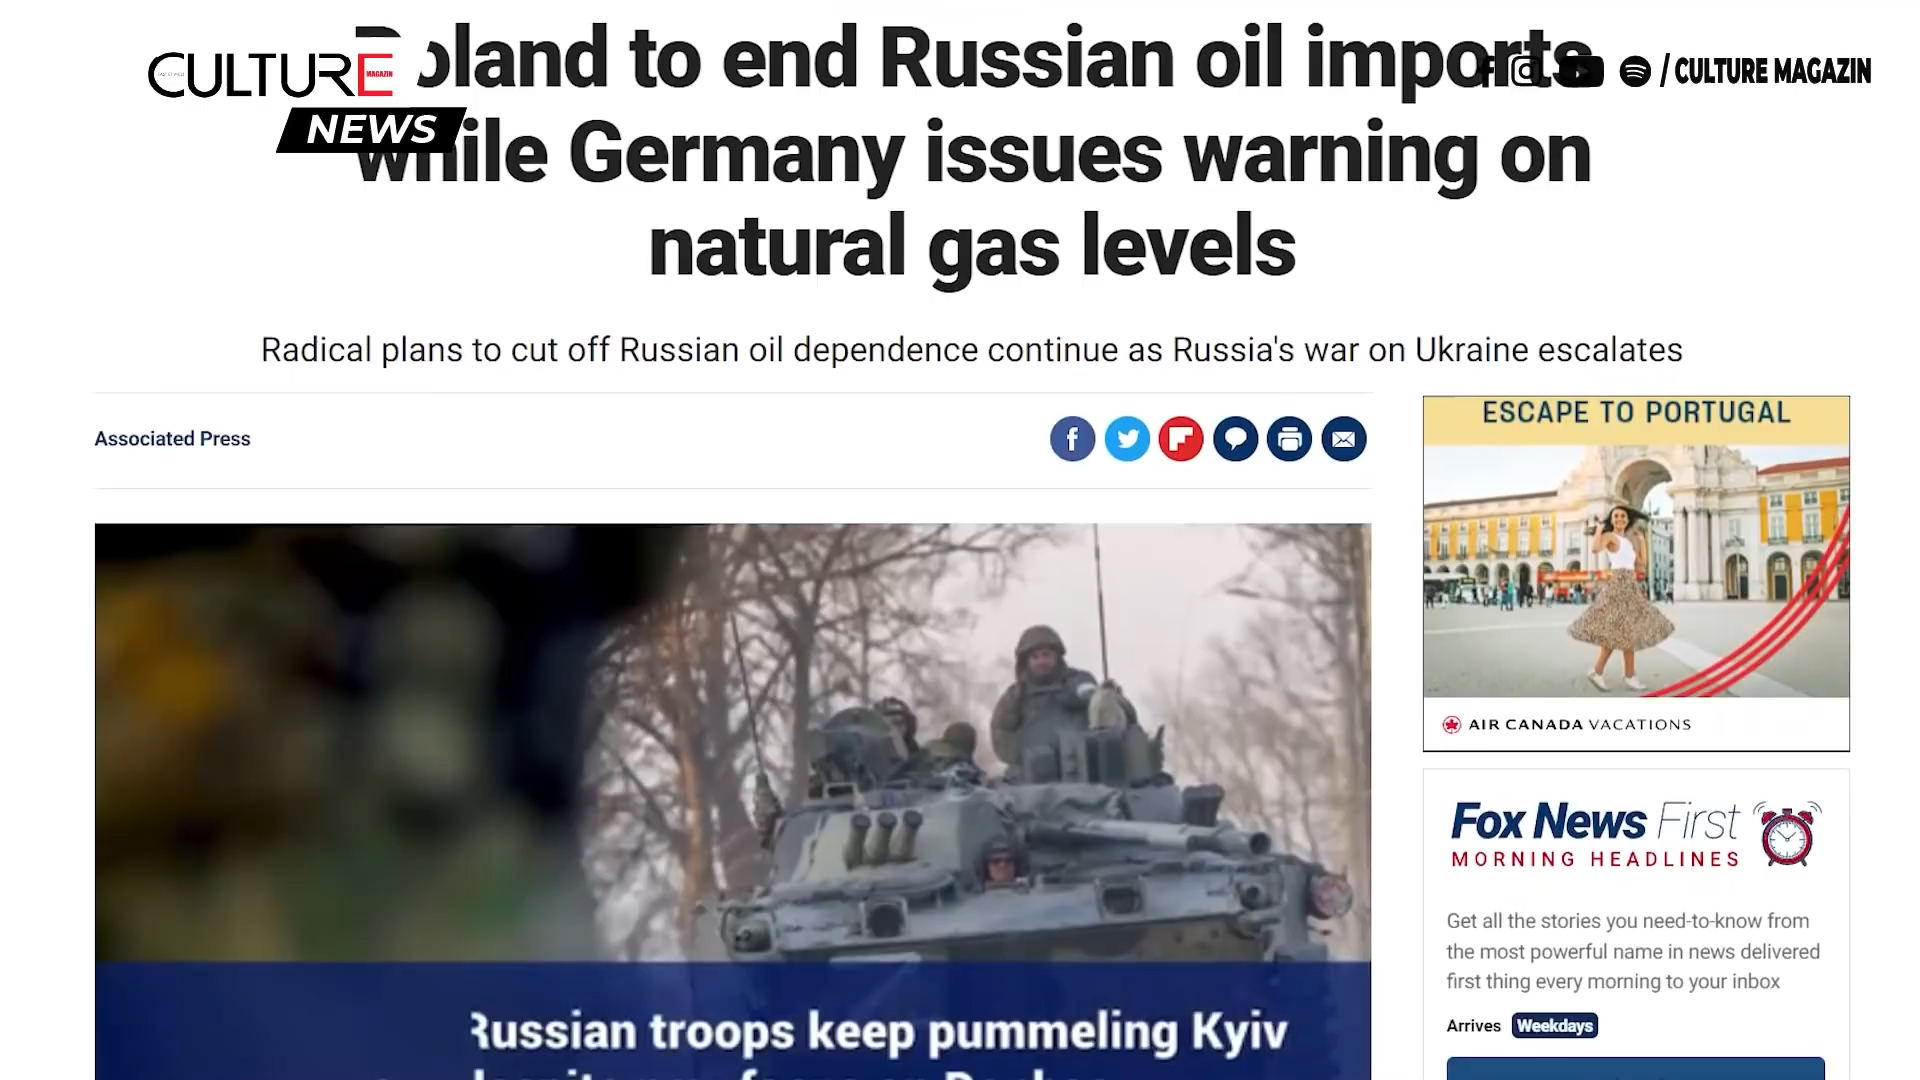 oland to end Russian oil imports
while Germany issues warning on
natural gas levels
CULTURE
MAGAZIN
NEWS
/ CULTURE MAGAZIN
Radical plans to cut off Russian oil dependence continue as Russia's war on Ukraine escalates
Associated Press
ESCAPE TO PORTUGAL
AIR CANADA VACATIONS
Fox News First
MORNING HEADLINES
Get all the stories you need-to-know from
the most powerful name in news delivered
first thing every morning to your inbox
Arrives Weekdays
Russian troops keep pummeling Kyiv